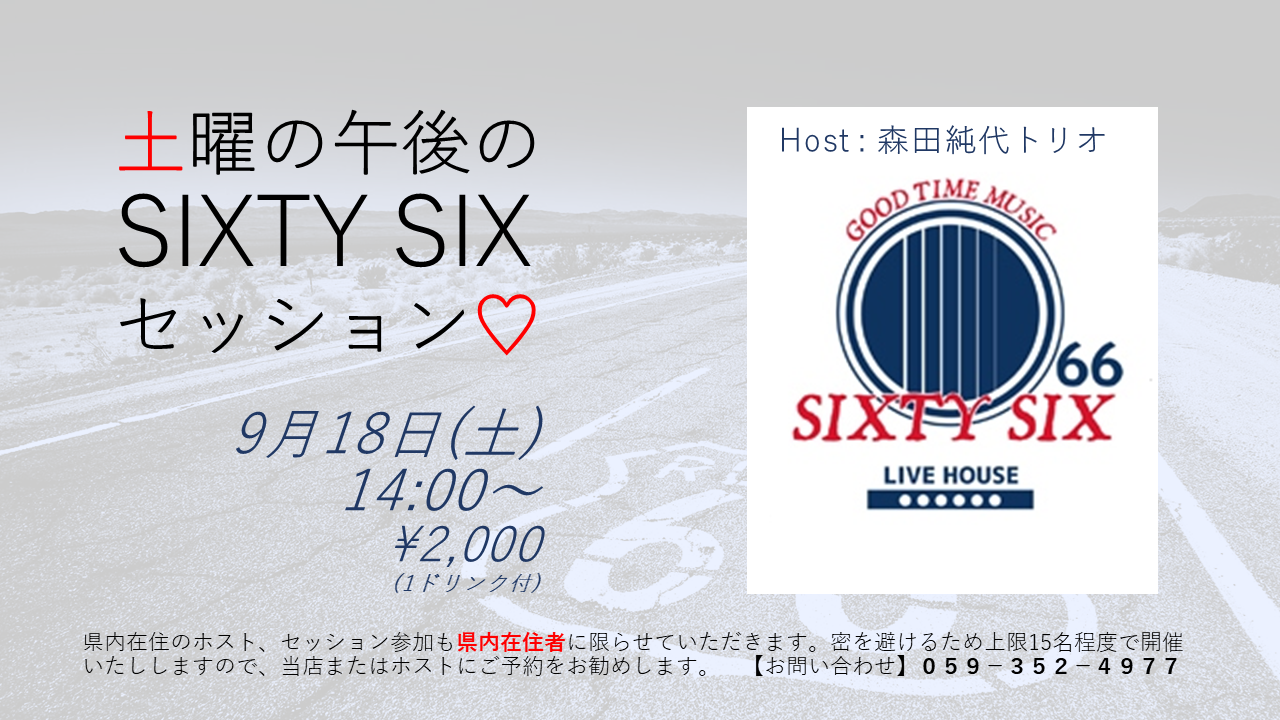 土曜の午後の
SIXTY SIX
セッション♡
9月18日(土)
14:00～
¥2,000
(1ドリンク付)
Host : 森田純代トリオ
GOOD TIME MUSIC
66
SIXTY SIX
LIVE HOUSE
県内在住のホスト、セッション参加も県内在住者に限らせていただきます。密を避けるため上限15名程度で開催
いたししますので、当店またはホストにご予約をお勧めします。　【お問い合わせ】０５９－３５２－４９７７